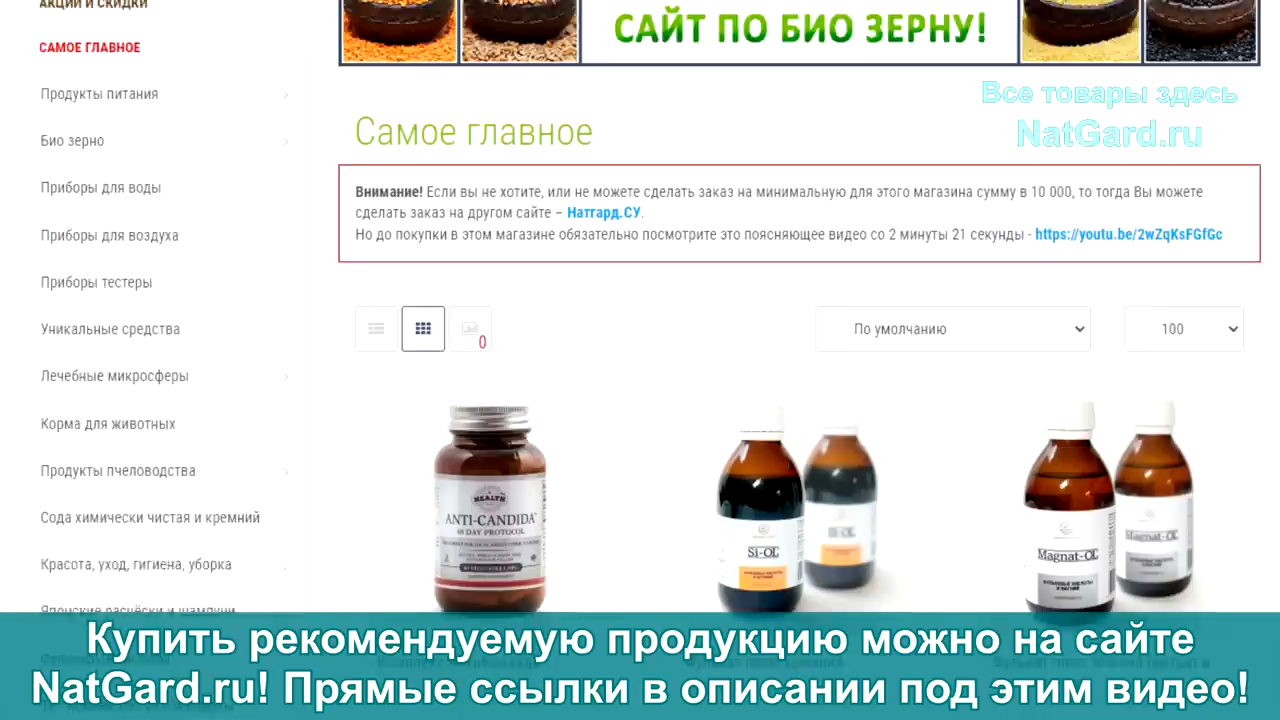 АКЦИИ И СКИДКИ
САМОЕ ГЛАВНОЕ
Продукты питания
Био зерно
Приборы для воды
Приборы для воздуха
Приборы тестеры
Уникальные средства
Лечебные микросферы
Корма для животных
Продукты пчеловодства
Сода химически чистая и кремний
Красота, уход, гигиена, уборка
Японские расчёски и шампуни
САЙТ ПО БИО ЗЕРНУ!
Все товары здесь
NatGard.ru
Самое главное
Внимание! Если вы не хотите, или не можете сделать заказ на минимальную для этого магазина сумму в 10 000, то тогда Вы можете
сделать заказ на другом сайте – Натгард.СУ.
Но до покупки в этом магазине обязательно посмотрите это поясняющее видео со 2 минуты 21 секунды - https://youtu.be/2wZqKsFGfGc
0
По умолчанию
100
HEALTH
ANTI-CANDIDA
48 DAY PROTOCOL
Si-OL
Si-OL
Magnat-OL
Magnat-OL
Купить рекомендуемую продукцию можно на сайте
NatGard.ru! Прямые ссылки в описании под этим видео!